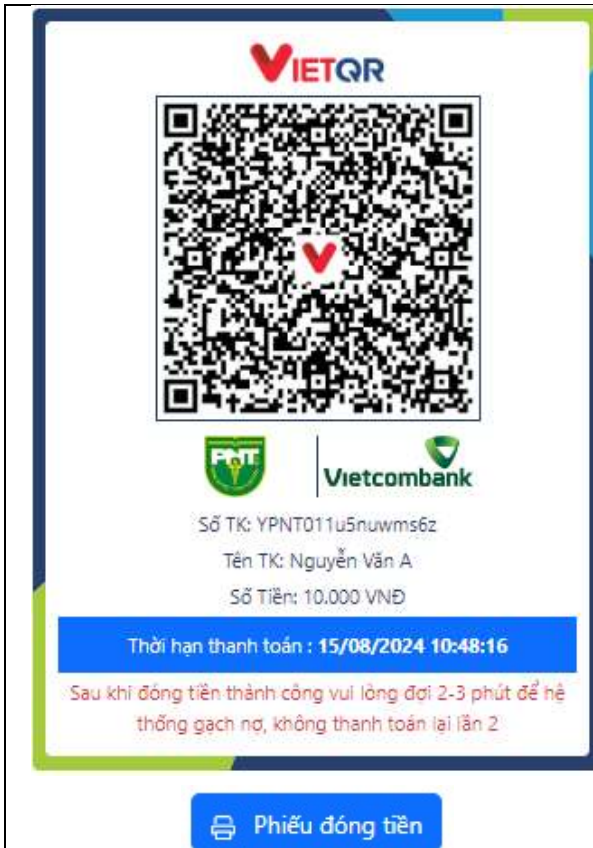 VIETQR
PNT
Vietcombank
Số TK: YPNT011u5nuwms6z
Tên TK: Nguyễn Văn A
Số Tiền: 10.000 VNĐ
Thời hạn thanh toán : 15/08/2024 10:48:16
Sau khi đóng tiền thành công vui lòng đợi 2-3 phút để hệ
thống gạch nợ, không thanh toán lại lần 2
Phiếu đóng tiền